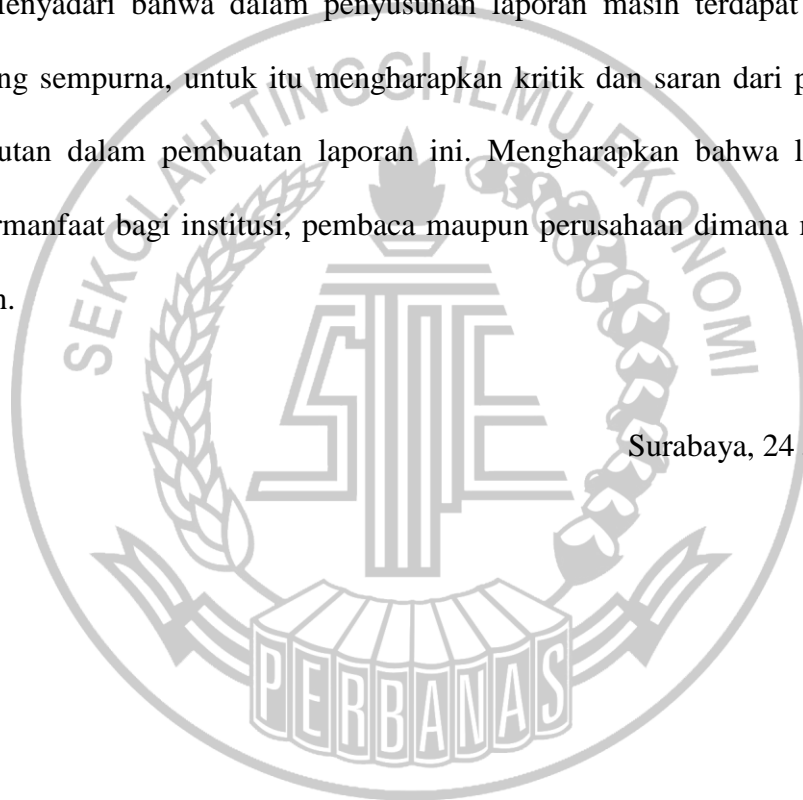 enyadari bahwa dalam penyusunan laporan masih terdapat
ng sempurna, untuk itu mengharapkan kritik dan saran dari p
utan dalam pembuatan laporan ini. Mengharapkan bahwa l
rmanfaat bagi institusi, pembaca maupun perusahaan dimana
n.
Surabaya, 24
SEKOLAH TINGGI ILMU EKONOMI
PERBANAS